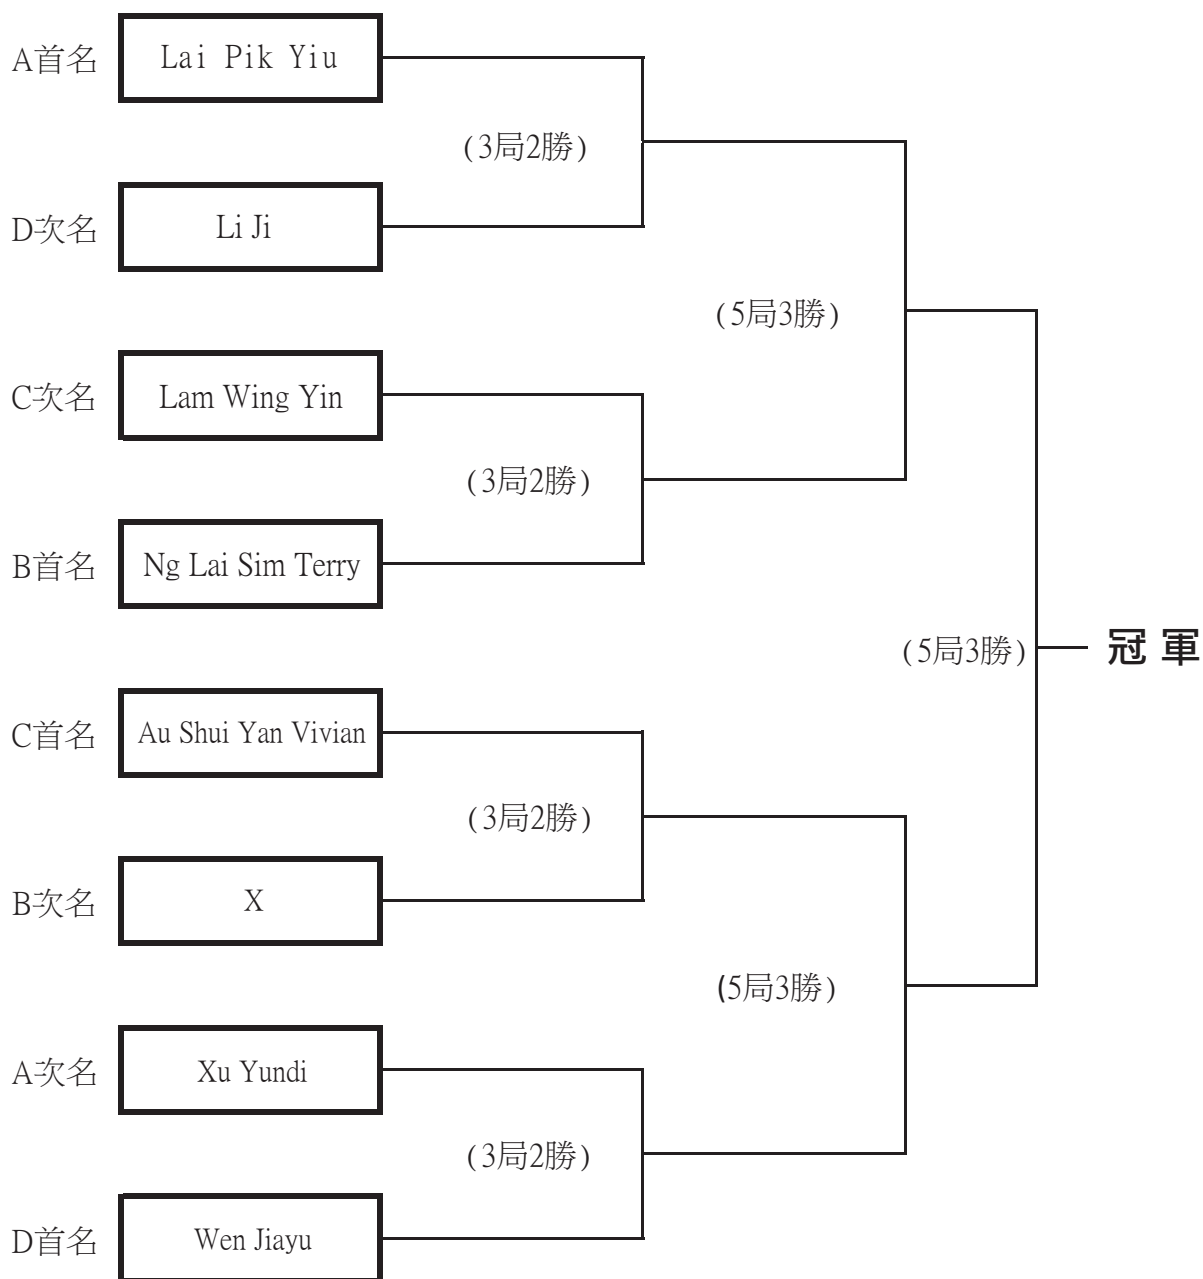 A首名 Lai Pik Yiu
(3局2勝)
D次名 Li Ji
(5局3勝)
C次名 Lam Wing Yin
(3局2勝)
B首名 Ng Lai Sim Terry
(5局3勝) 冠軍
C首名 Au Shui Yan Vivian
(3局2勝)
B次名 X
(5局3勝)
A次名 Xu Yundi
(3局2勝)
D首名 Wen Jiayu